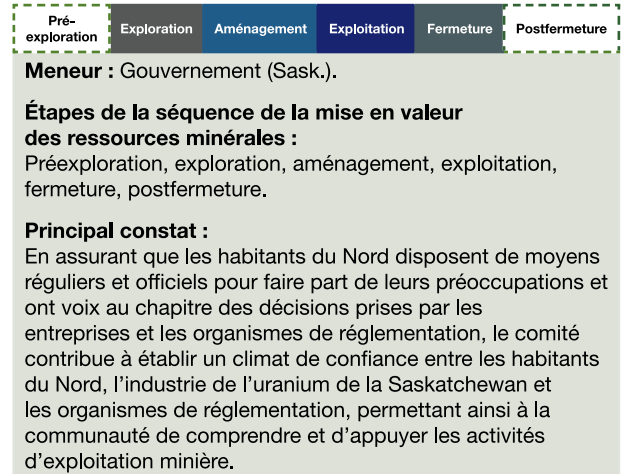 Pré-
exploration
Exploration
Aménagement
Exploitation
Fermeture
Postfermeture
Meneur : Gouvernement (Sask.).
Étapes de la séquence de la mise en valeur
des ressources minérales :
Préexploration, exploration, aménagement, exploitation,
fermeture, postfermeture.
Principal constat :
En assurant que les habitants du Nord disposent de moyens
réguliers et officiels pour faire part de leurs préoccupations et
ont voix au chapitre des décisions prises par les
entreprises et les organismes de réglementation, le comité
contribue à établir un climat de confiance entre les habitants
du Nord, l’industrie de l’uranium de la Saskatchewan et
les organismes de réglementation, permettant ainsi à la
communauté de comprendre et d’appuyer les activités
d’exploitation minière.